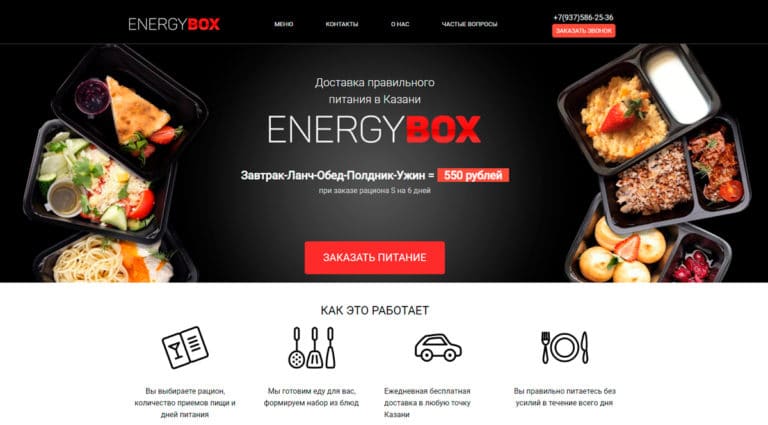 ENERGYBOX
МЕНЮ
КОНТАКТЫ
О НАС
ЧАСТЫЕ ВОПРОСЫ
+7(937)586-25-36
ЗАКАЗАТЬ ЗВОНОК
Доставка правильного
питания в Казани
ENERGYBOX
Завтрак-Ланч-Обед-Полдник-Ужин = 550 рублей
при заказе рациона S на 6 дней
ЗАКАЗАТЬ ПИТАНИЕ
КАК ЭТО РАБОТАЕТ
Вы выбираете рацион,
количество приемов пищи и
дней питания
Мы готовим еду для вас,
формируем набор из блюд
Ежедневная бесплатная
доставка в любую точку
Казани
Вы правильно питаетесь без
усилий в течение всего дня